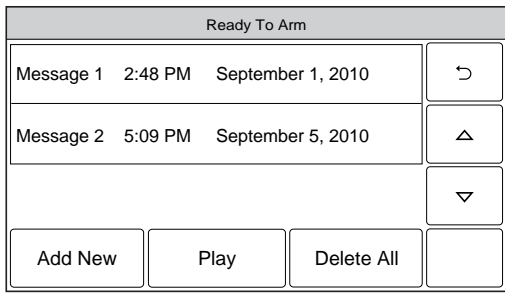 Ready To Arm
Message 1 2:48 PM September 1, 2010
Message 2 5:09 PM September 5, 2010
Add New Play Delete All